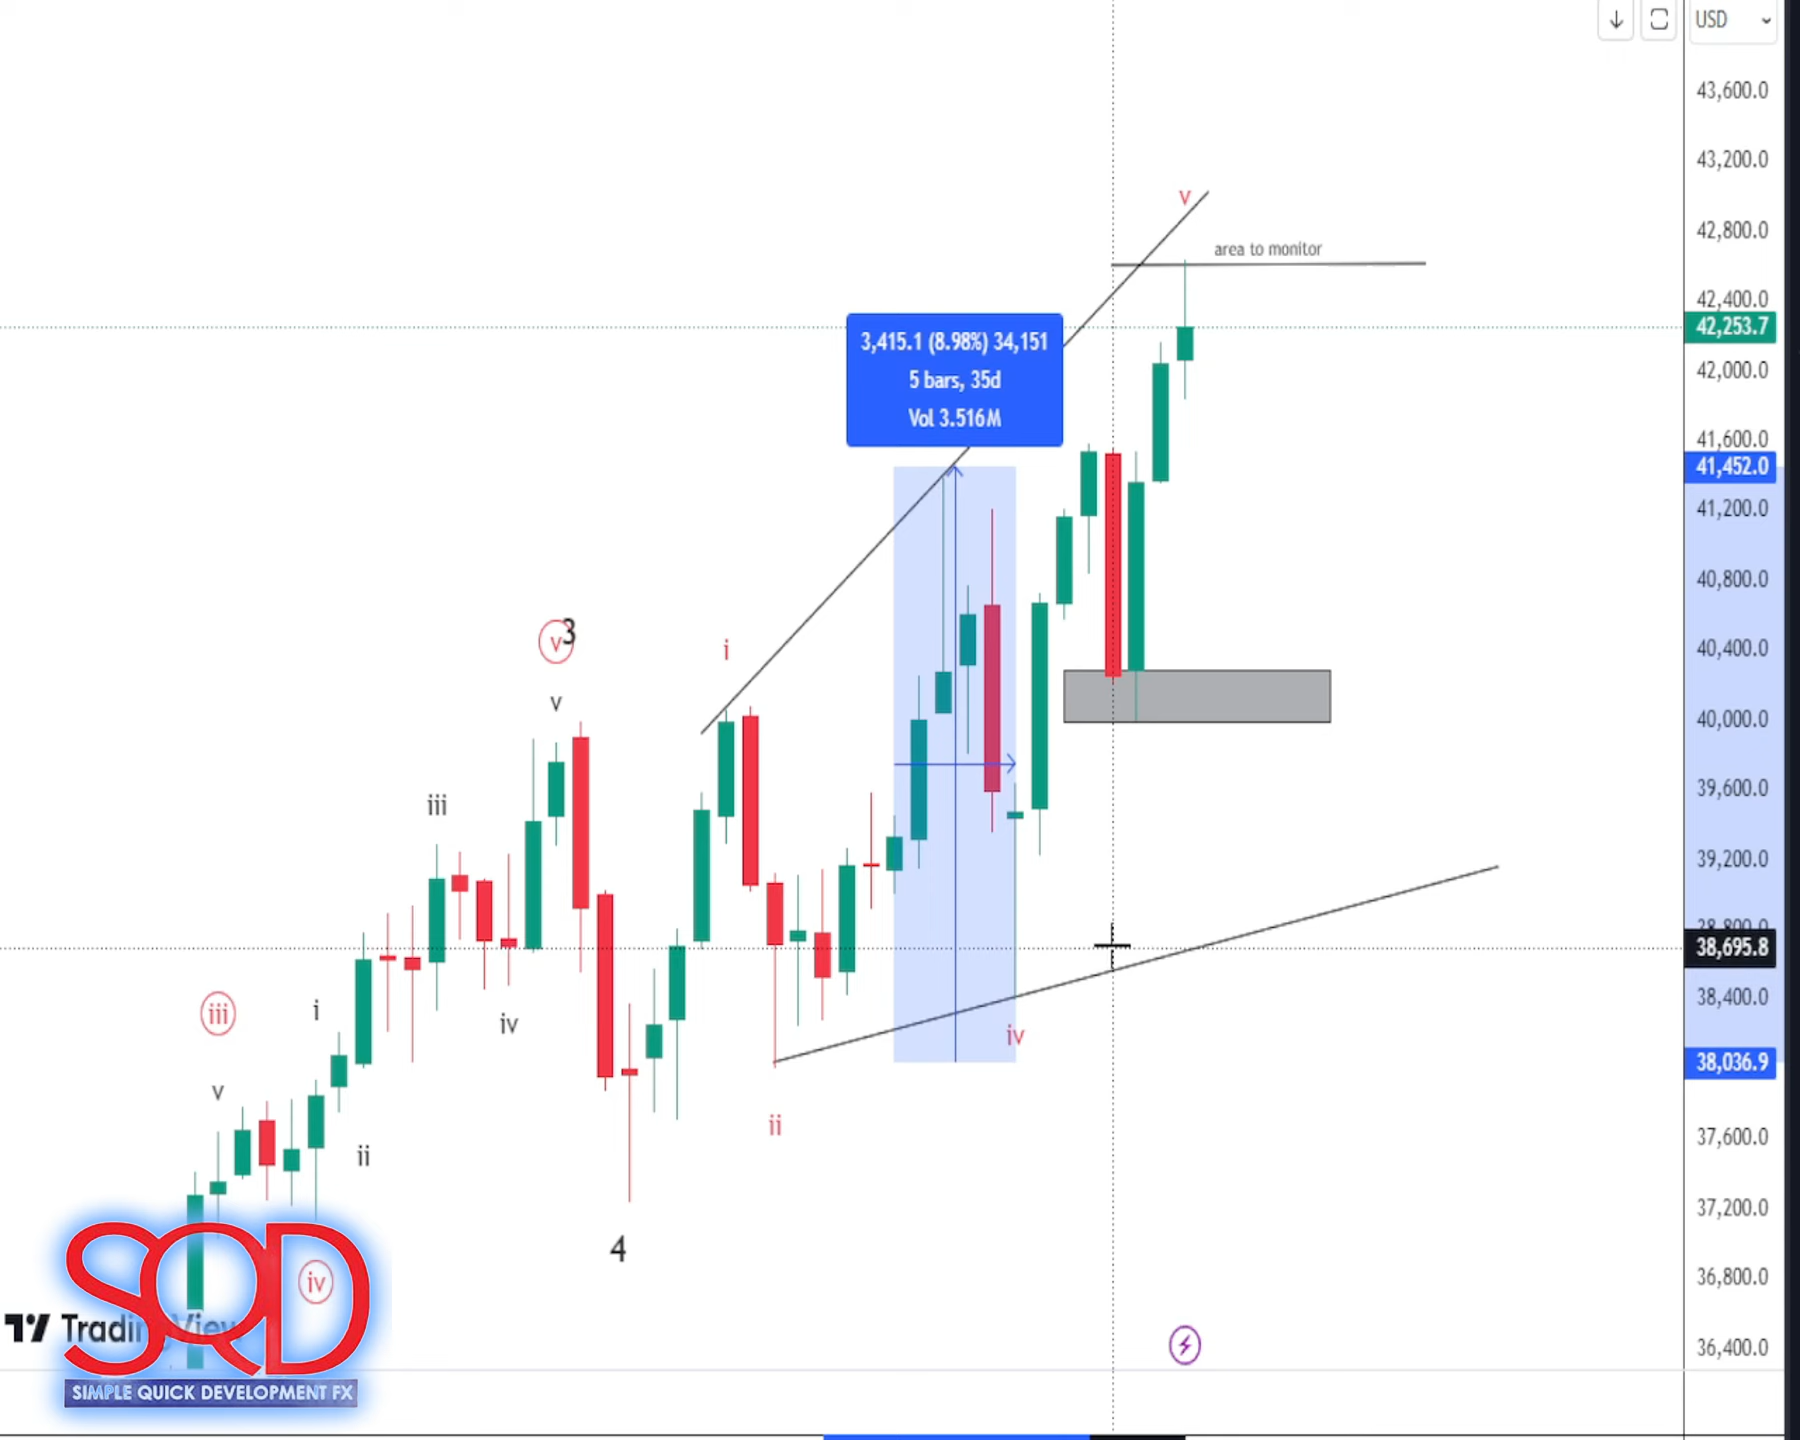 USD
43,600.0
43,200.0
v
42,800.0
area to monitor
42,400.0
42,253.7
3,415.1 (8.98%) 34,151
5 bars, 35d
Vol 3.516M
42,000.0
41,600.0
41,452.0
41,200.0
40,800.0
3
v
i
40,400.0
v
40,000.0
iii
39,600.0
39,200.0
38,800.0
38,695.8
iii
i
iv
38,400.0
iv
38,036.9
v
ii
ii
37,600.0
37,200.0
4
iv
36,800.0
SQD
TradingView
36,400.0
SIMPLE QUICK DEVELOPMENT FX